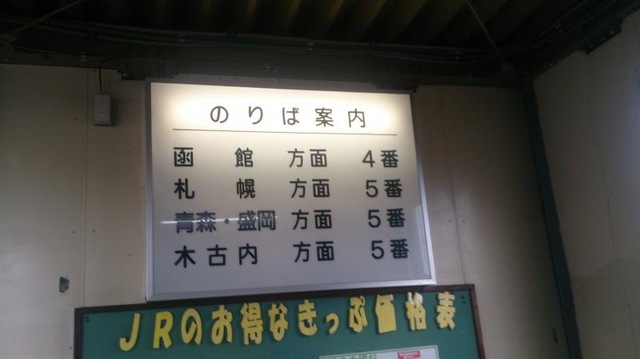 のりば案内
函館 方面 4番
札幌 方面 5番
青森・盛岡 方面 5番
木古内 方面 5番
JRのお得なきっぷ価格表